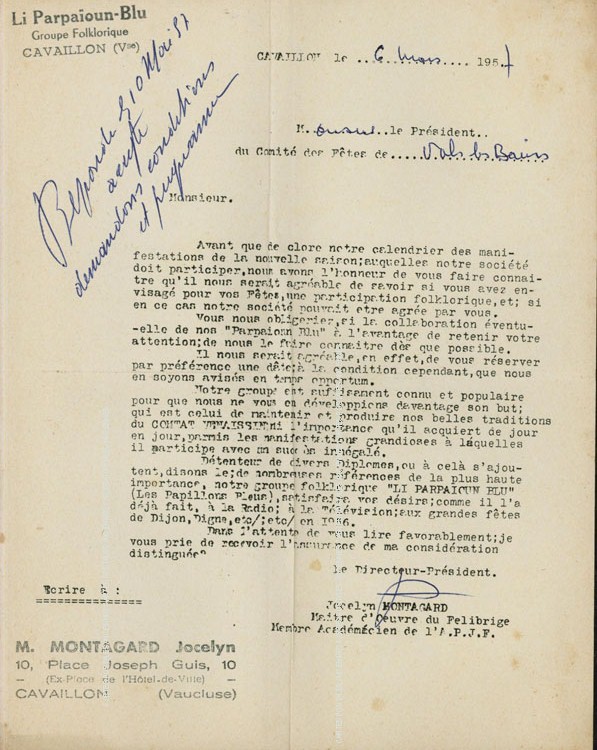 Li Parpaïoun-Blu
Groupe Folklorique
CAVAILLON (Vse)
CAVAILLON le ...6 Mars.... 1957
M. le Président..
du Comité des Fêtes de.....Vals les Bains
Répondu le 10 Mai 57
accepté
demandons conditions
et programme
Monsieur.
Avant que de clore notre calendrier des mani-
festations de la nouvelle saison;auquelles notre société
doit participer,nous avons l'honneur de vous faire connai-
tre qu'il nous serait agréable de savoir si vous avez en-
visagé pour vos Fêtes,une participation folklorique,et; si
en ce cas notre société pouvait etre agrée par vous.
Vous nous obligeriez,si la collaboration éventu-
-elle de nos "Parpaioun Blu" à l'avantage de retenir votre
attention;de nous le faire connaitre dès que possible.
Il nous serait agréable,en effet,de vous réserver
par préférence une dâte;à la condition cependant,que nous
en soyons avisés en temps opportum.
Notre groupe est suffisament connu et populaire
pour que nous ne vous en développions davantage son but;
qui est celui de maintenir et produire nos belles traditions
du COMTAT VENAISSENi l'importance qu'il acquiert de jour
en jour,parmis les manifestations grandioses à làquelles
il participe avec un succès inégalé.
Détenteur de divers Diplomes,ou à celà s'ajou-
tent,disons le;de nombreuses références de la plus haute
importance, notre groupe folklorique "LI PARPAIOUN BLU"
(Les Papillons Bleus),satisfaira vos désirs;comme il l'a
déjà fait, à la Radio; à la Télévision;aux grandes fêtes
de Dijon,Digne,etc/;etc/ en 1956.
Dans l'attente de vous lire favorablement;je
vous prie de recevoir l'assurance de ma considération
distinguée"
Le Directeur-Président.
Ecrire à :
Jocelyn MONTAGARD
Maitre d'Oeuvre du Felibrige
Membre Académécien de l'A.P.J.F.
M. MONTAGARD Jocelyn
10, Place Joseph Guis, 10
— (Ex-Place de l'Hôtel-de-Ville) —
CAVAILLON (Vaucluse)